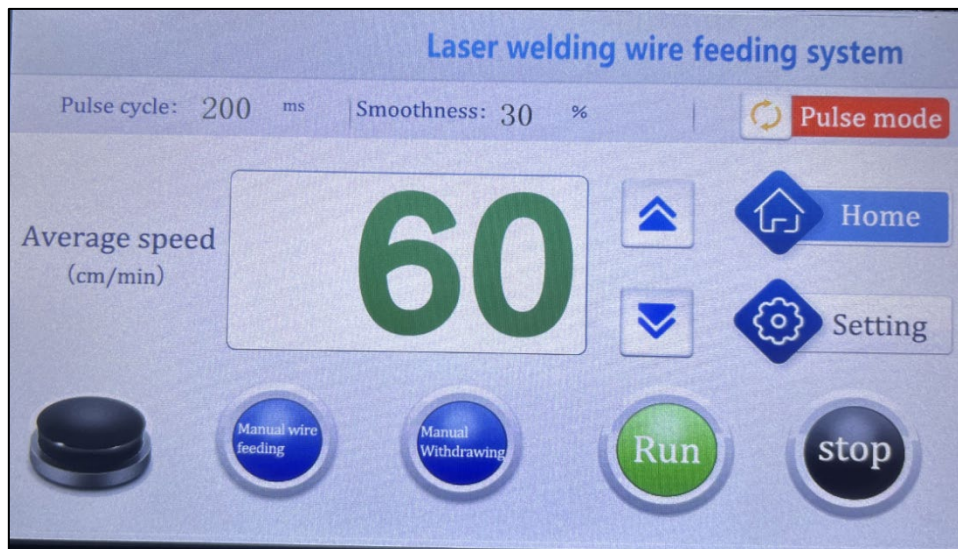 Laser welding wire feeding system
Pulse cycle: 200 ms Smoothness: 30 % Pulse mode
Average speed
(cm/min)
60
Home
Setting
Manual wire
feeding
Manual
Withdrawing
Run
stop